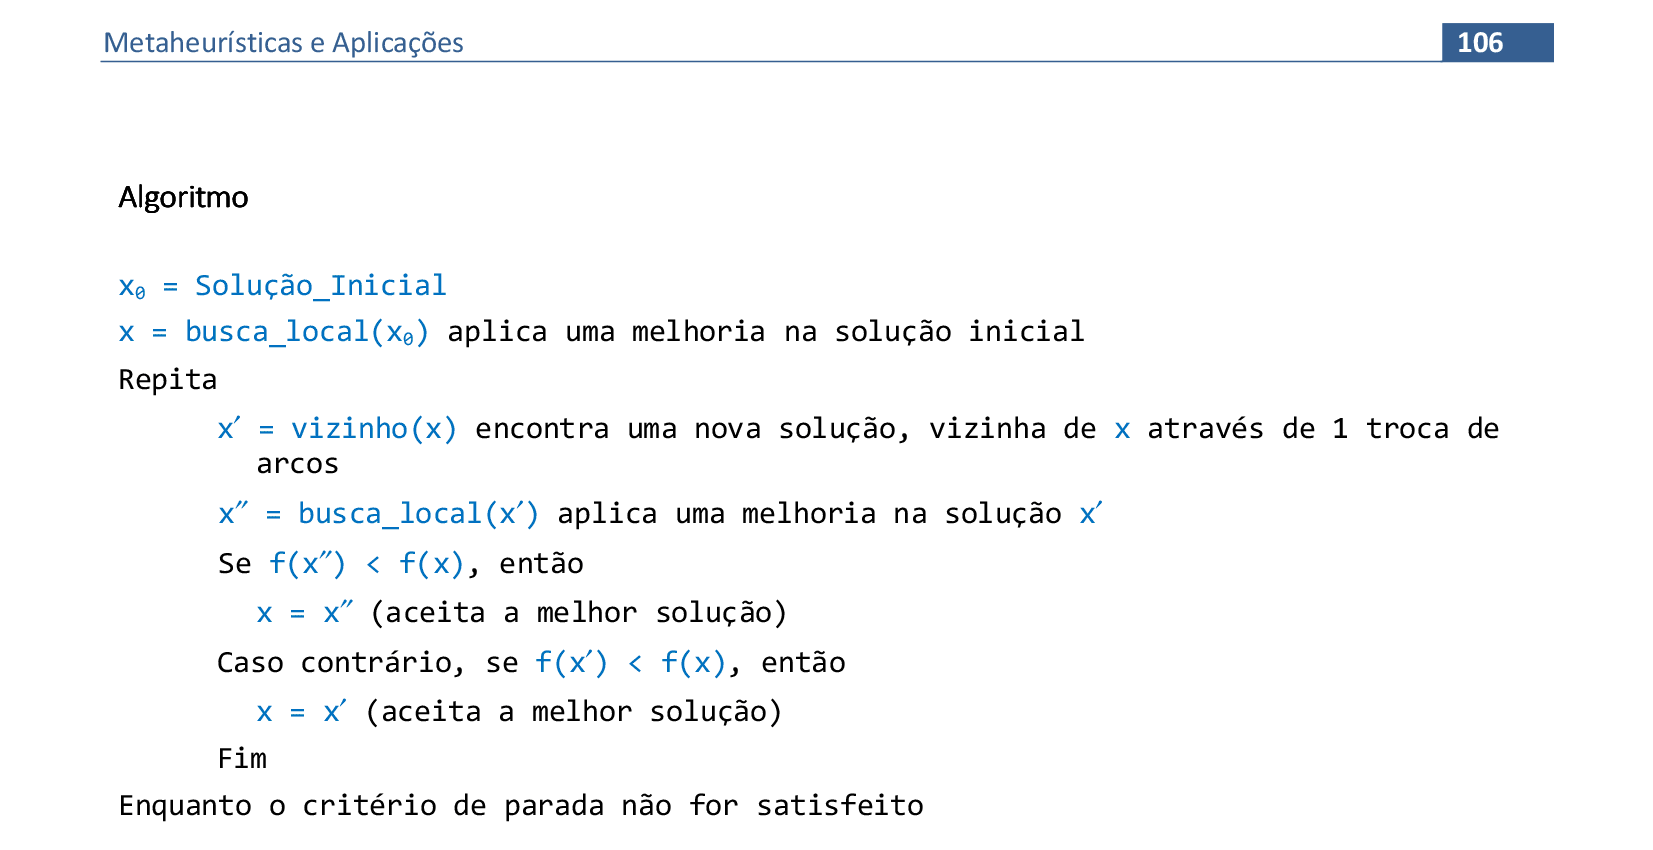 Metaheurísticas e Aplicações
106
Algoritmo
x₀ = Solução_Inicial
x = busca_local(x₀) aplica uma melhoria na solução inicial
Repita
x′ = vizinho(x) encontra uma nova solução, vizinha de x através de 1 troca de
arcos
x″ = busca_local(x′) aplica uma melhoria na solução x′
Se f(x″) < f(x), então
x = x″ (aceita a melhor solução)
Caso contrário, se f(x′) < f(x), então
x = x′ (aceita a melhor solução)
Fim
Enquanto o critério de parada não for satisfeito